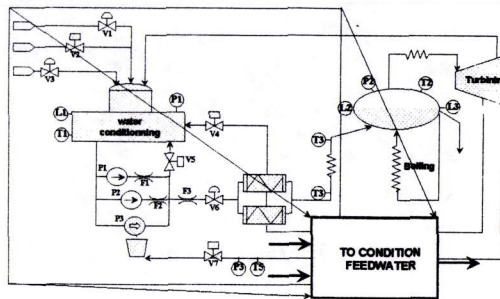 V1
V2
V3
P1
L1
water
conditionning
T1
V4
V5
P1
F1
P2
F2
F3
V6
P3
V7
P3
T5
P2
T2
L2
L3
Turbining
T3
Boiling
T3
TO CONDITION
FEEDWATER